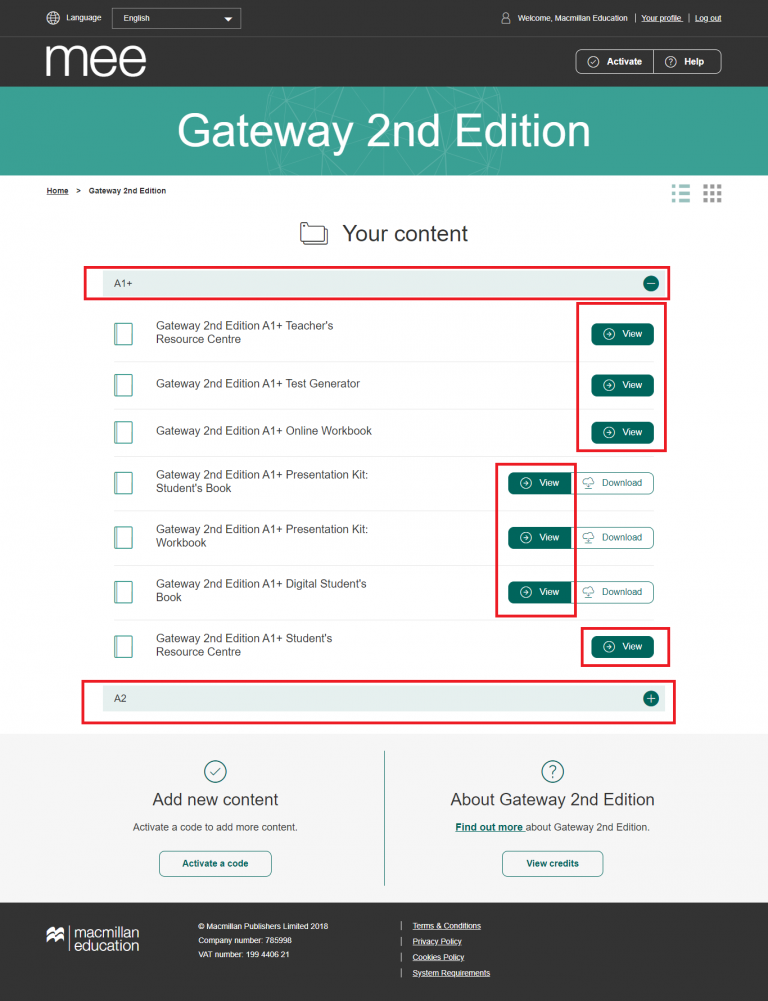 Language
English
Welcome, Macmillan Education | Your profile | Log out
mee
Activate
Help
Gateway 2nd Edition
Home > Gateway 2nd Edition
Your content
A1+
Gateway 2nd Edition A1+ Teacher's
Resource Centre
View
Gateway 2nd Edition A1+ Test Generator
View
Gateway 2nd Edition A1+ Online Workbook
View
Gateway 2nd Edition A1+ Presentation Kit:
Student's Book
View
Download
Gateway 2nd Edition A1+ Presentation Kit:
Workbook
View
Download
Gateway 2nd Edition A1+ Digital Student's
Book
View
Download
Gateway 2nd Edition A1+ Student's
Resource Centre
View
A2
Add new content
Activate a code to add more content.
Activate a code
About Gateway 2nd Edition
Find out more about Gateway 2nd Edition.
View credits
macmillan
education
© Macmillan Publishers Limited 2018
Company number: 785998
VAT number: 199 4406 21
Terms & Conditions
Privacy Policy
Cookies Policy
System Requirements